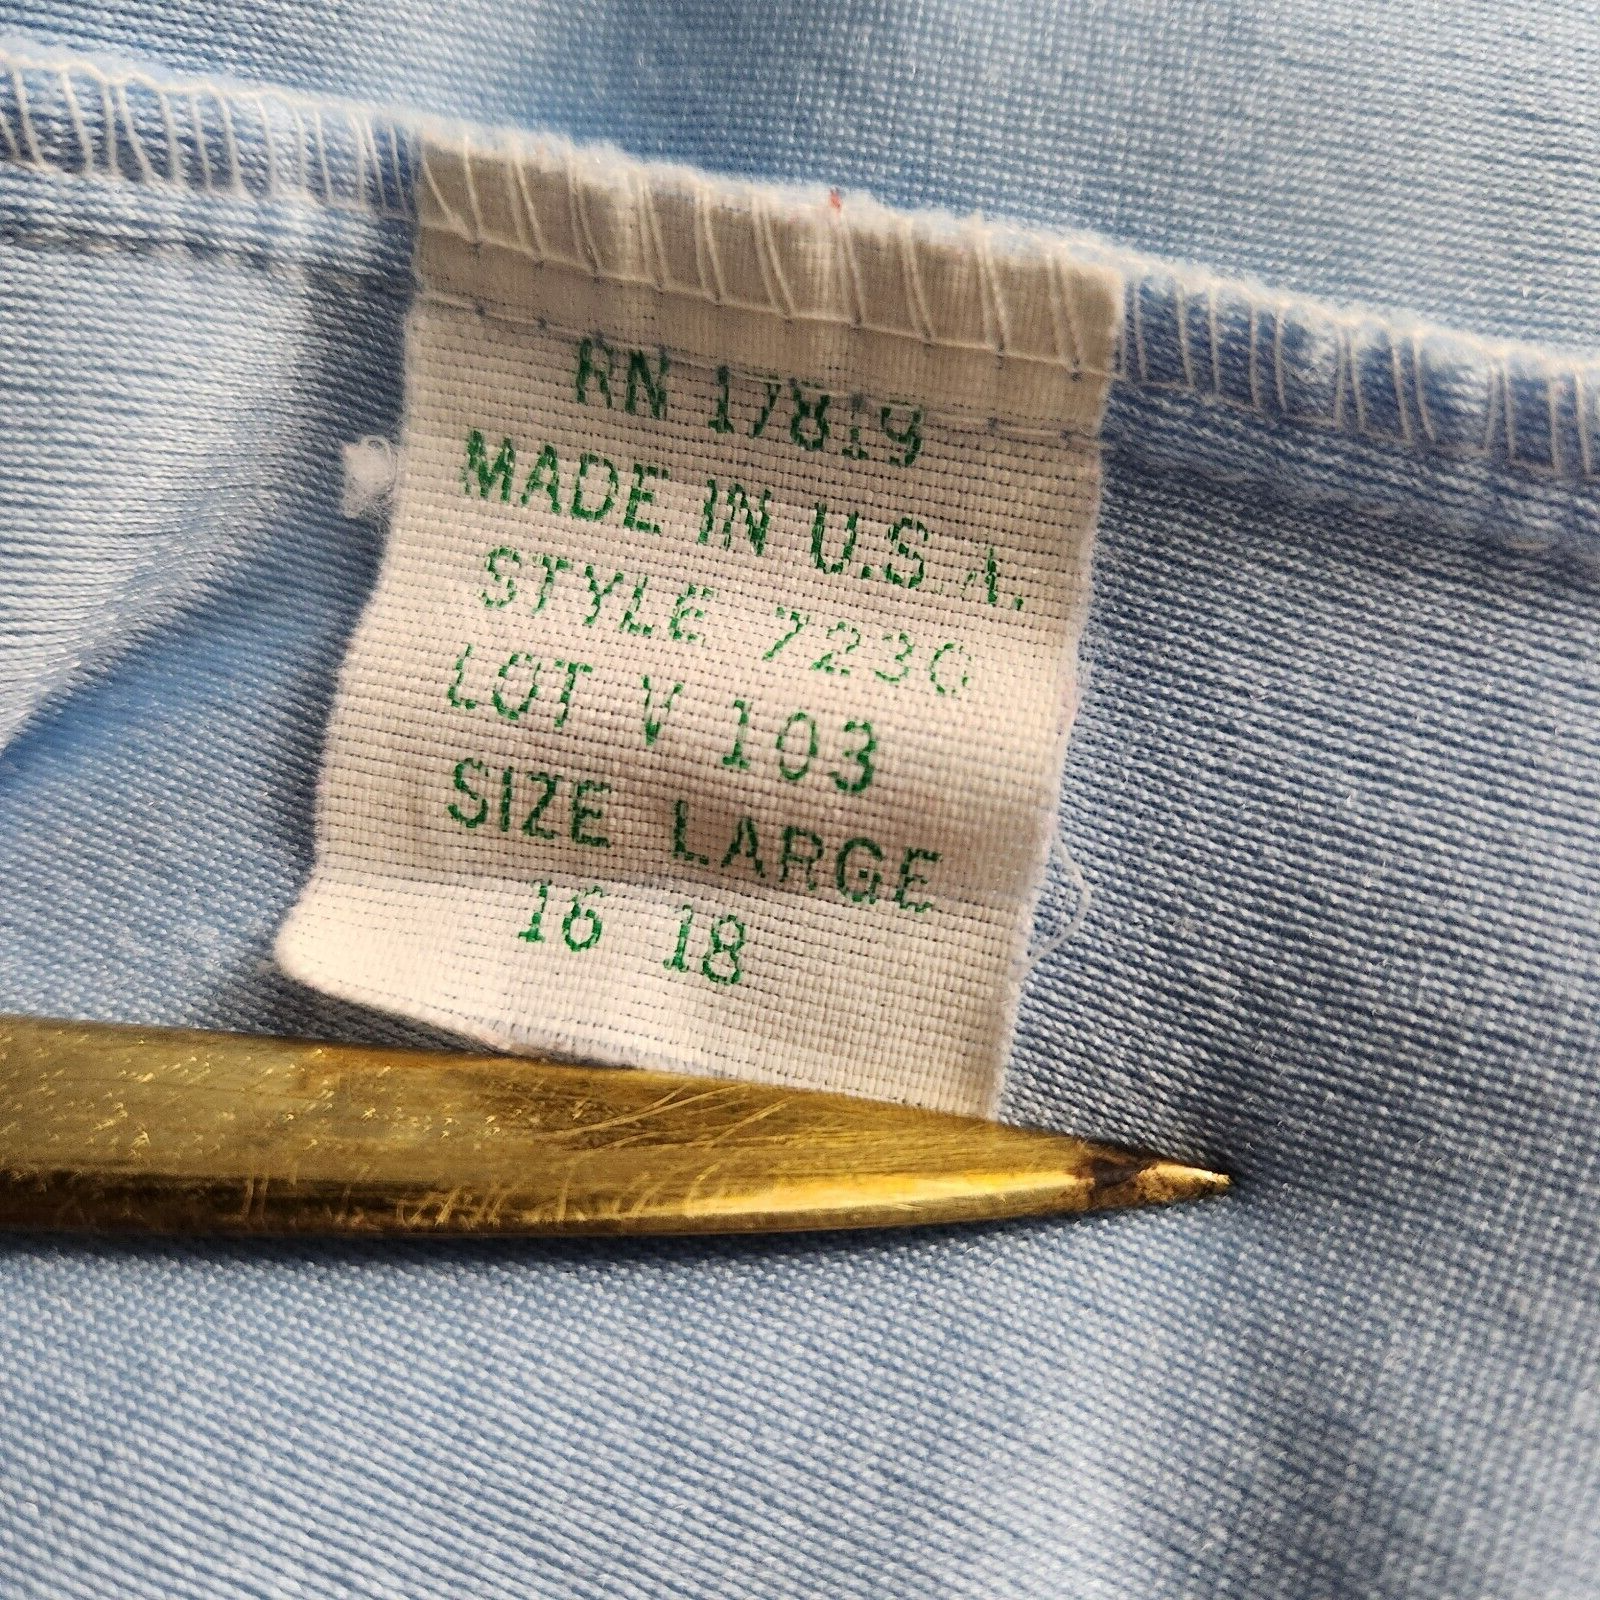 RN 17819
MADE IN U.S.A.
STYLE 7230
LOT V 103
SIZE LARGE
16 18